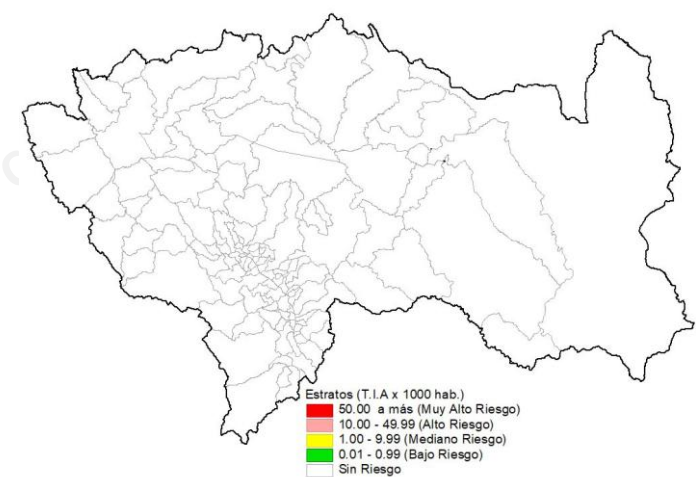 Estratos (T.I.A x 1000 hab.)
50.00 a más (Muy Alto Riesgo)
10.00 - 49.99 (Alto Riesgo)
1.00 - 9.99 (Mediano Riesgo)
0.01 - 0.99 (Bajo Riesgo)
Sin Riesgo